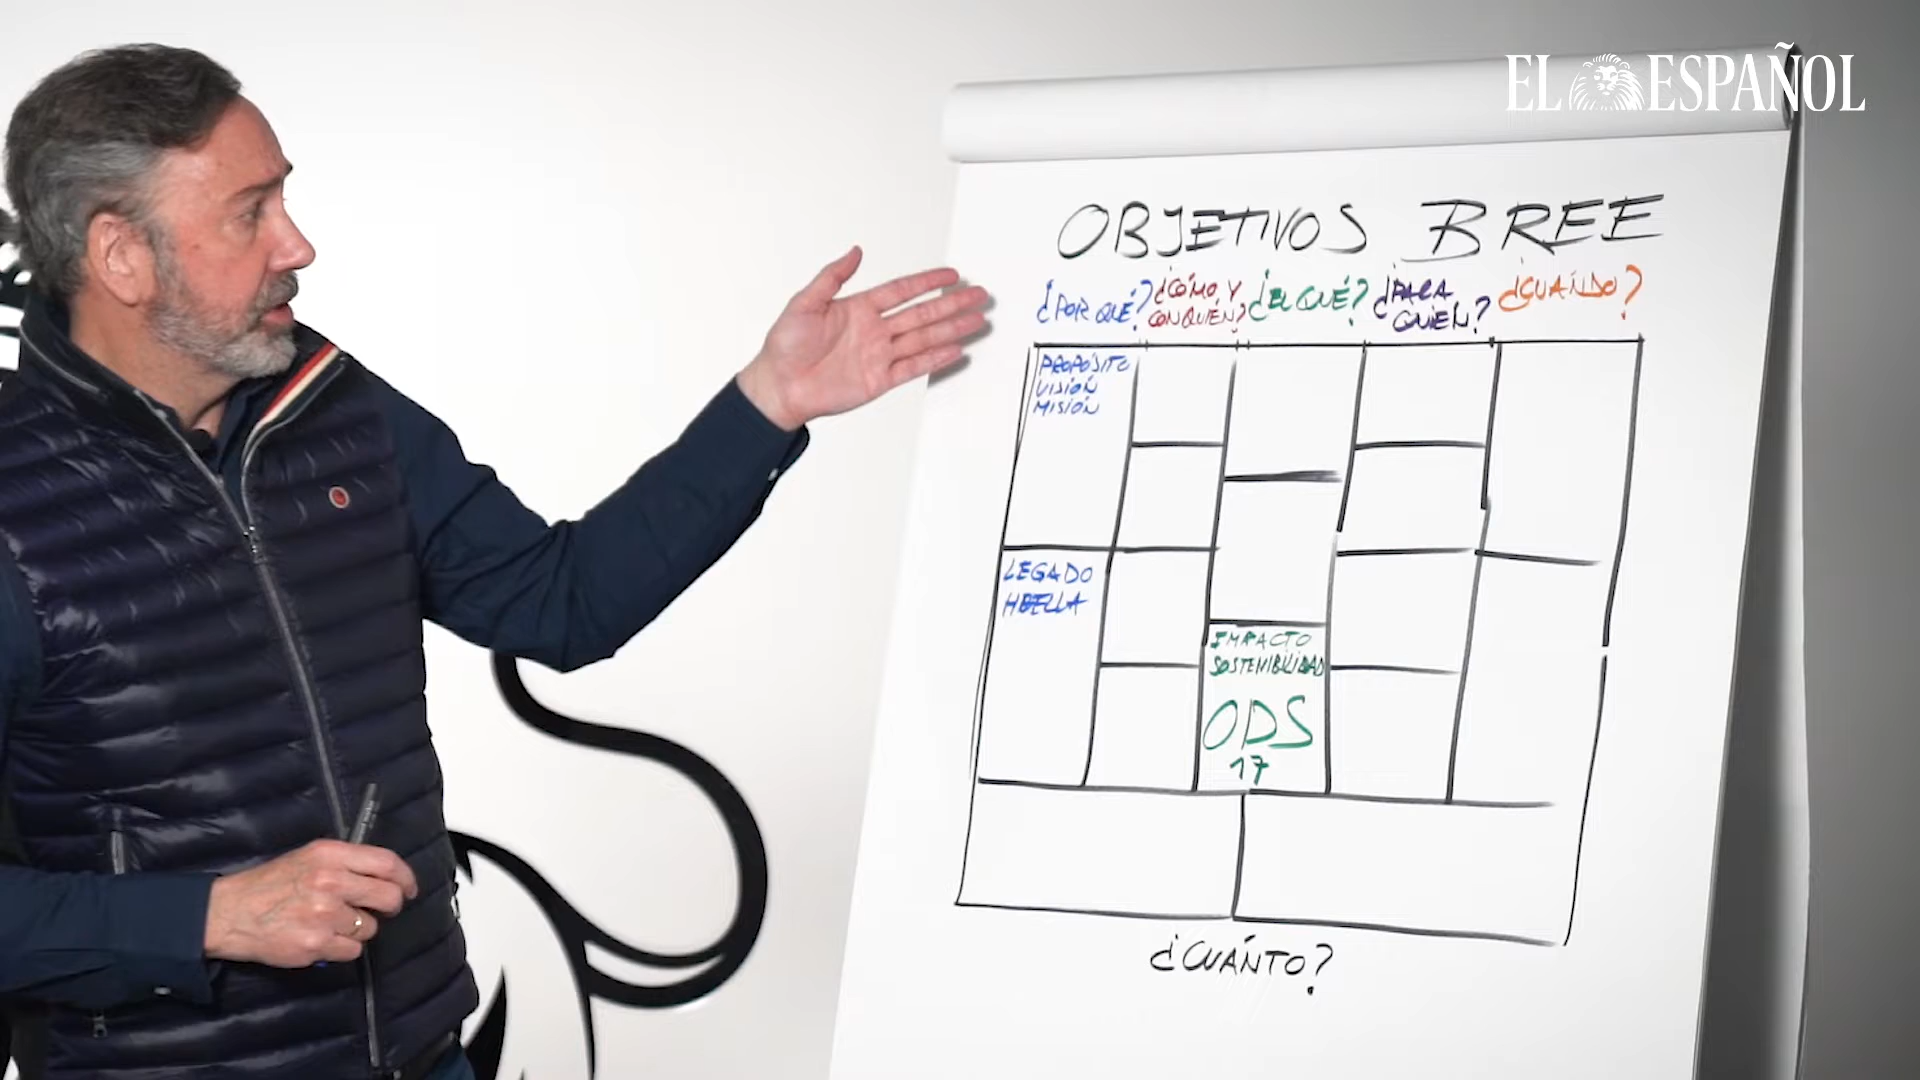 EL ESPAÑOL
OBJETIVOS BREE
¿POR QUÉ?
¿CÓMO Y
CON QUIÉN?
¿EL QUÉ?
¿PARA
QUIÉN?
¿CUÁNDO?
PROPÓSITO
VISIÓN
MISIÓN
LEGADO
HUELLA
IMPACTO
SOSTENIBILIDAD
ODS
17
¿CUÁNTO?